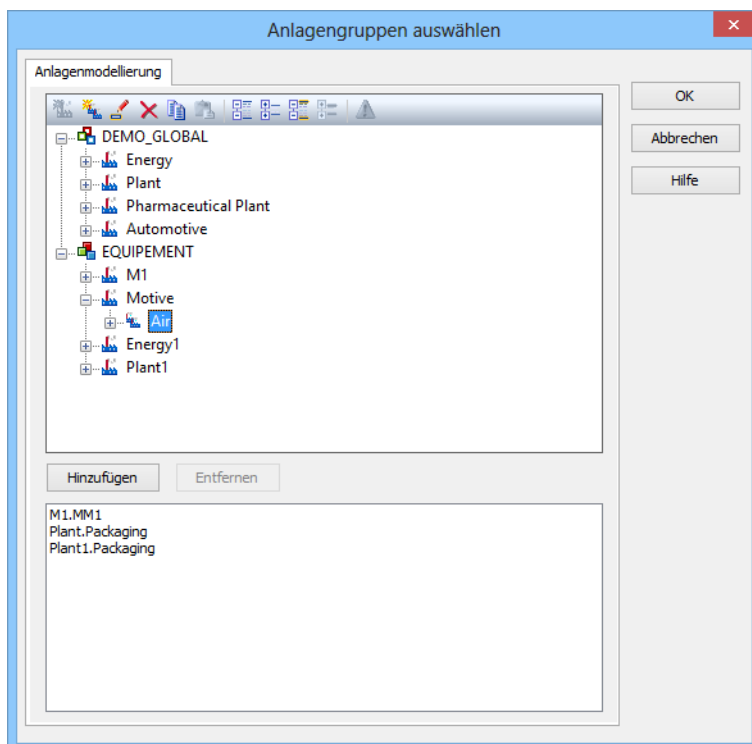 Anlagengruppen auswählen
Anlagenmodellierung
OK
Abbrechen
Hilfe
DEMO_GLOBAL
Energy
Plant
Pharmaceutical Plant
Automotive
EQUIPEMENT
M1
Motive
Air
Energy1
Plant1
Hinzufügen
Entfernen
M1.MM1
Plant.Packaging
Plant1.Packaging